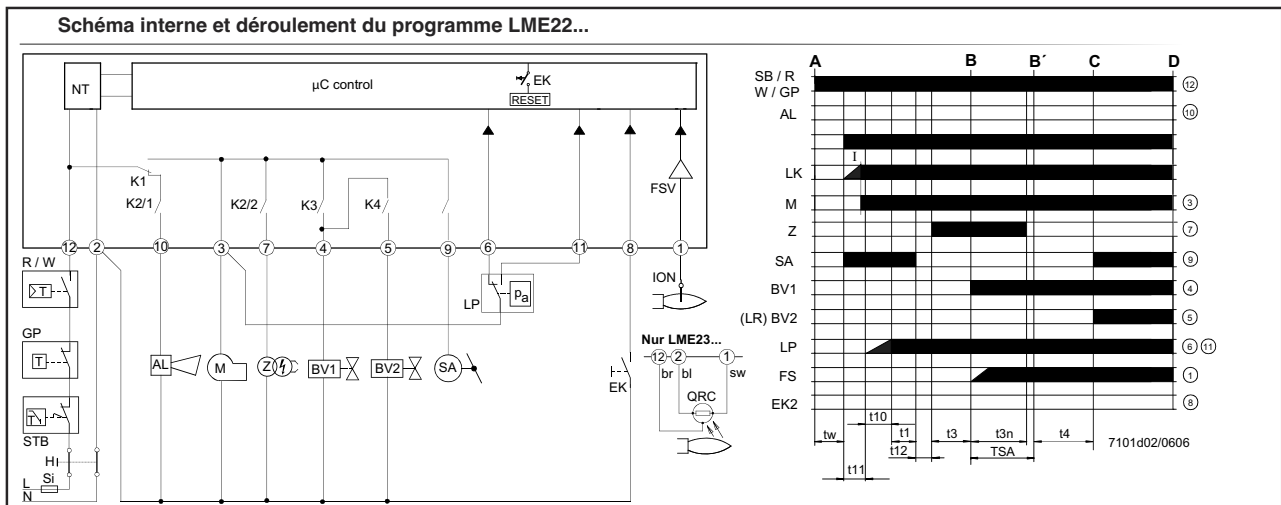 Schéma interne et déroulement du programme LME22...
NT
µC control
EK
RESET
FSV
K1
K2/1
K2/2
K3
K4
12
2
10
3
7
4
5
9
6
11
8
1
R / W
T
GP
T
STB
H
Si
L
N
AL
M
Z
BV1
BV2
SA
LP
pa
ION
EK
Nur LME23...
12
2
1
br
bl
sw
QRC
A
B
B´
C
D
SB / R
W / GP
12
AL
10
I
LK
M
3
Z
7
SA
9
BV1
4
(LR) BV2
5
LP
6
11
FS
1
EK2
8
t10
tw
t1
t3
t3n
t4
t12
TSA
t11
7101d02/0606